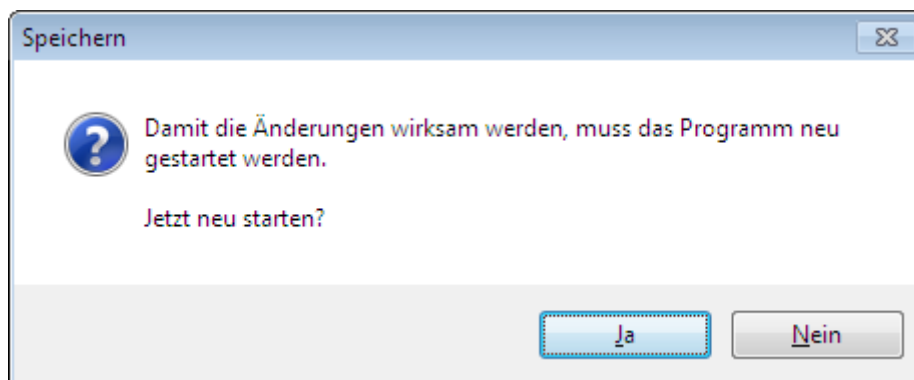 Speichern
Damit die Änderungen wirksam werden, muss das Programm neu
gestartet werden.
Jetzt neu starten?
Ja
Nein